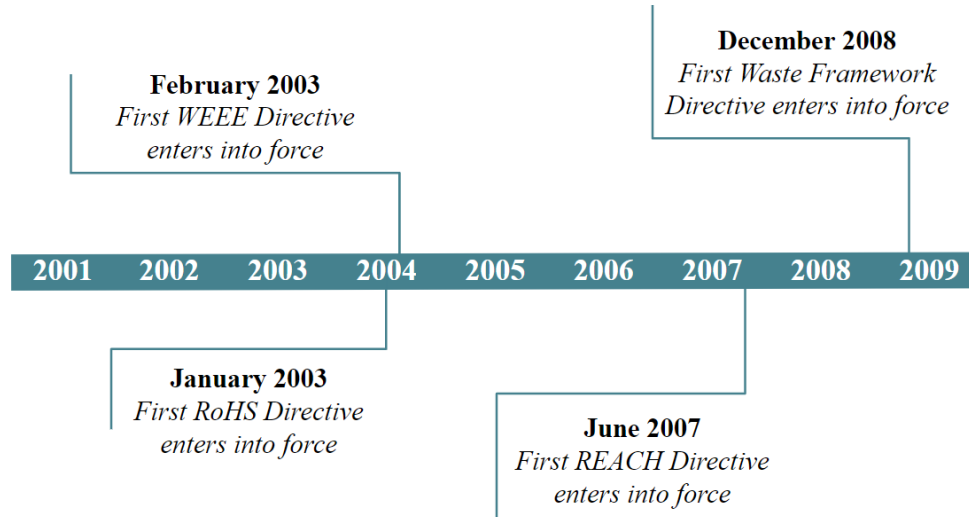 February 2003
First WEEE Directive
enters into force
December 2008
First Waste Framework
Directive enters into force
2001 2002 2003 2004 2005 2006 2007 2008 2009
January 2003
First RoHS Directive
enters into force
June 2007
First REACH Directive
enters into force